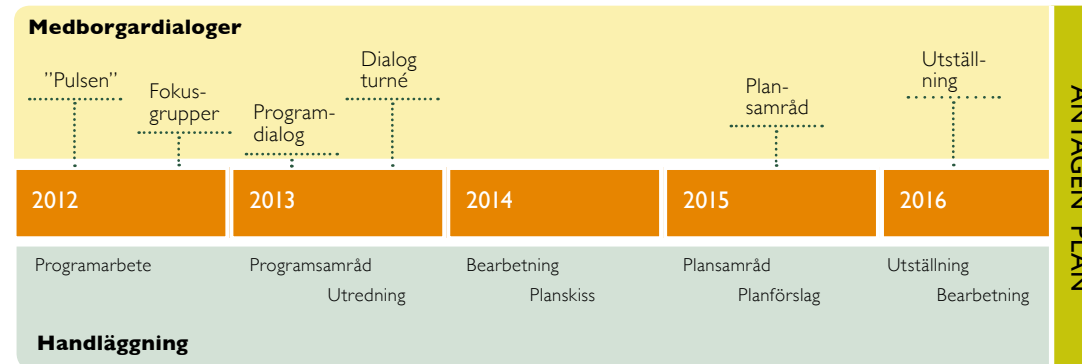 Medborgardialoger
”Pulsen”
Fokus-
grupper
Program-
dialog
Dialog
turné
Plan-
samråd
Utställ-
ning
2012
2013
2014
2015
2016
Programarbete
Programsamråd
Utredning
Bearbetning
Planskiss
Plansamråd
Planförslag
Utställning
Bearbetning
Handläggning
ANTAGEN PLAN